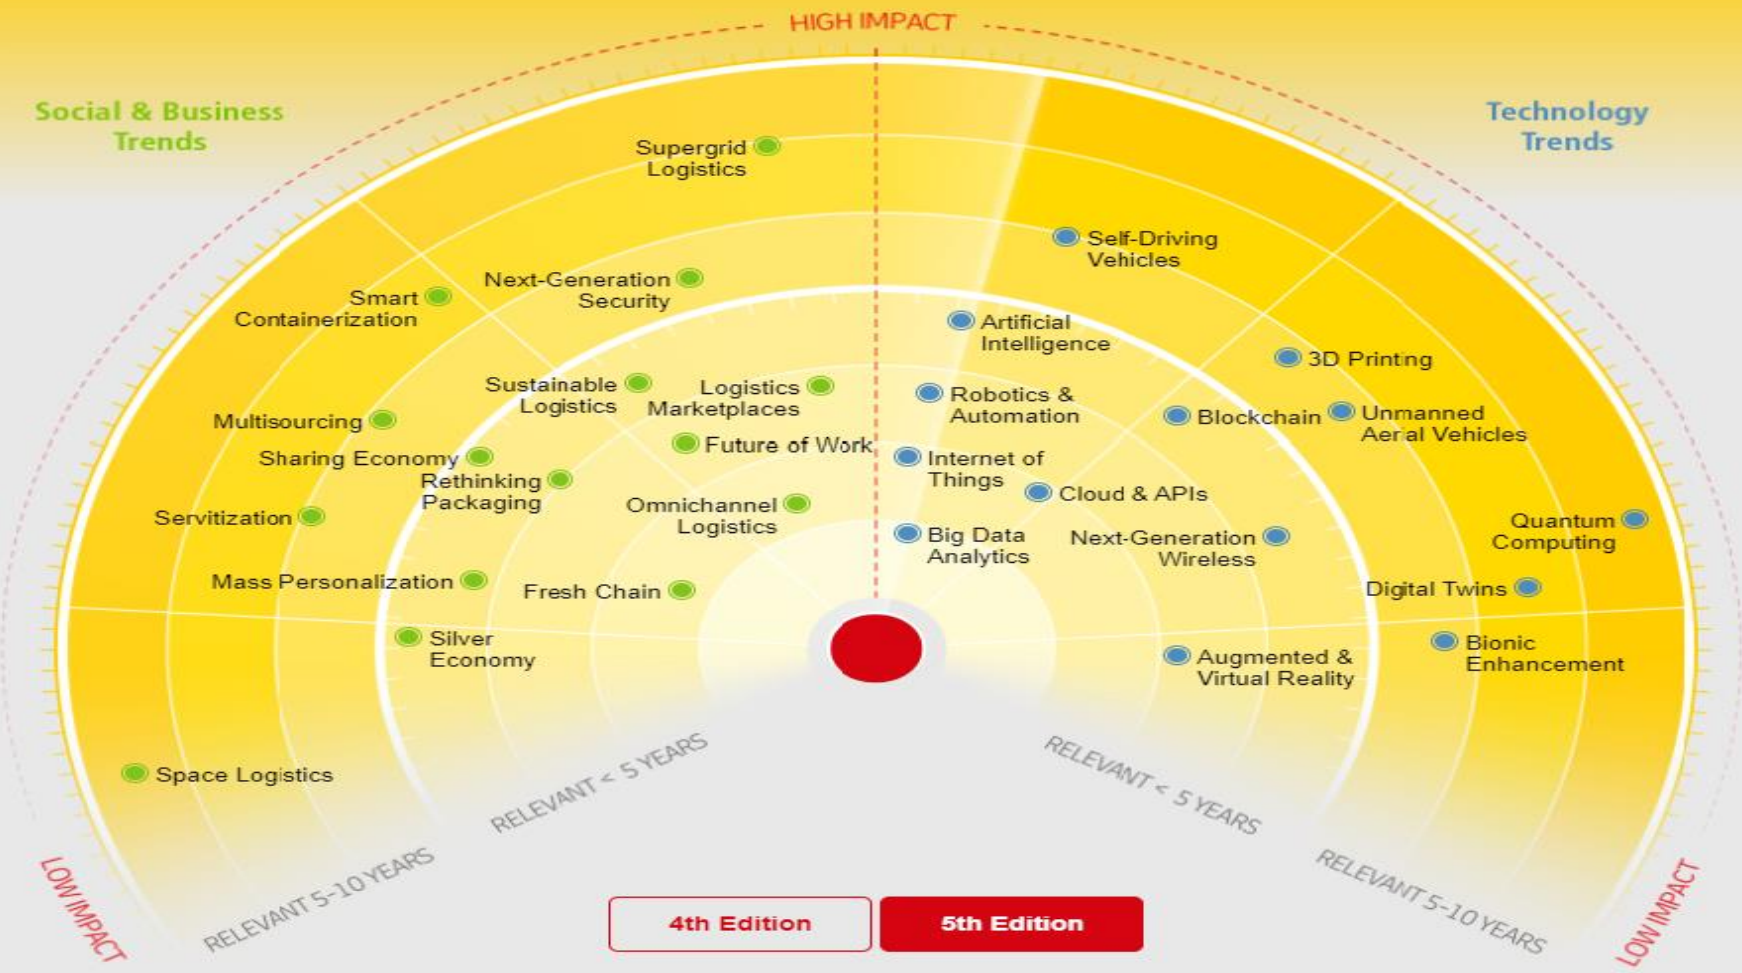 HIGH IMPACT
Social & Business
Trends
Technology
Trends
Supergrid
Logistics
Next-Generation
Security
Smart
Containerization
Sustainable
Logistics
Logistics
Marketplaces
Multisourcing
Future of Work
Sharing Economy
Rethinking
Packaging
Servitization
Omnichannel
Logistics
Mass Personalization
Fresh Chain
Silver
Economy
Space Logistics
Self-Driving
Vehicles
Artificial
Intelligence
3D Printing
Robotics &
Automation
Blockchain
Unmanned
Aerial Vehicles
Internet of
Things
Cloud & APIs
Big Data
Analytics
Next-Generation
Wireless
Quantum
Computing
Digital Twins
Bionic
Enhancement
Augmented &
Virtual Reality
RELEVANT < 5 YEARS
RELEVANT < 5 YEARS
RELEVANT 5-10 YEARS
RELEVANT 5-10 YEARS
LOW IMPACT
LOW IMPACT
4th Edition
5th Edition